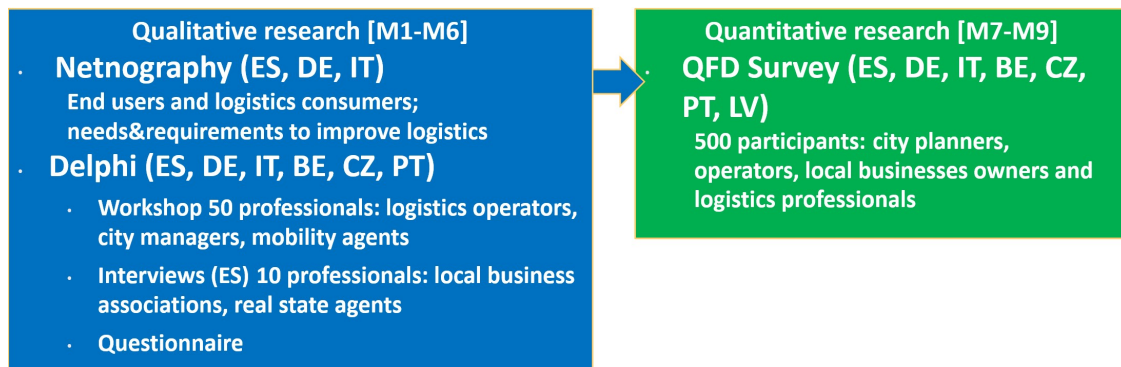 Qualitative research [M1-M6]
· Netnography (ES, DE, IT)
End users and logistics consumers;
needs&requirements to improve logistics
· Delphi (ES, DE, IT, BE, CZ, PT)
· Workshop 50 professionals: logistics operators,
city managers, mobility agents
· Interviews (ES) 10 professionals: local business
associations, real state agents
· Questionnaire
Quantitative research [M7-M9]
· QFD Survey (ES, DE, IT, BE, CZ,
PT, LV)
500 participants: city planners,
operators, local businesses owners and
logistics professionals